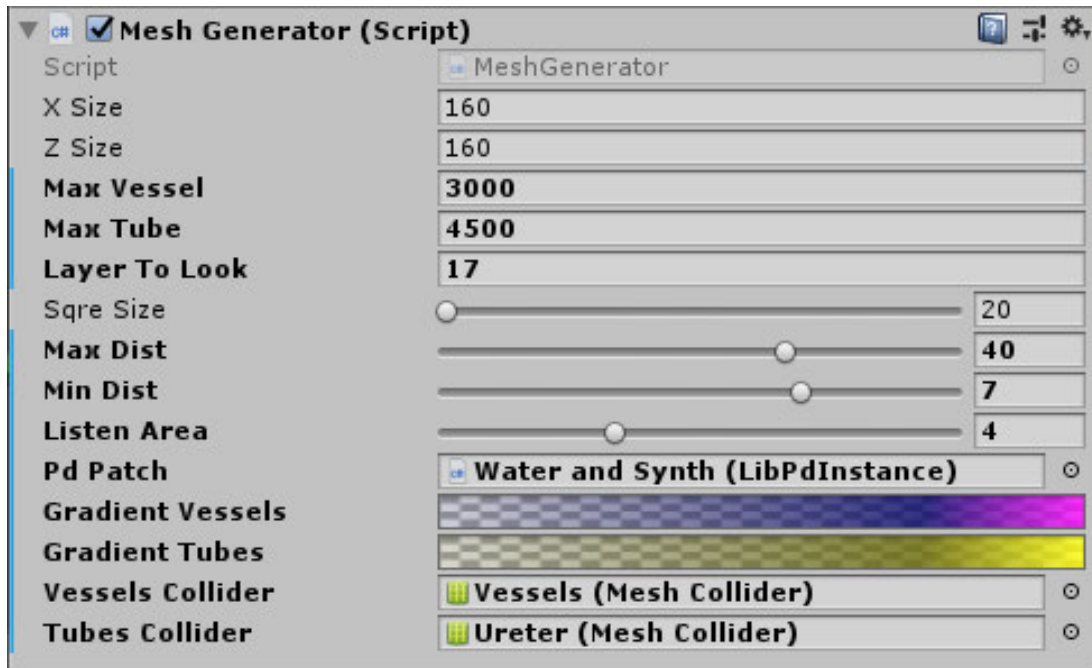 Mesh Generator (Script)
Script MeshGenerator
X Size 160
Z Size 160
Max Vessel 3000
Max Tube 4500
Layer To Look 17
Sqre Size 20
Max Dist 40
Min Dist 7
Listen Area 4
Pd Patch Water and Synth (LibPdInstance)
Gradient Vessels
Gradient Tubes
Vessels Collider Vessels (Mesh Collider)
Tubes Collider Ureter (Mesh Collider)